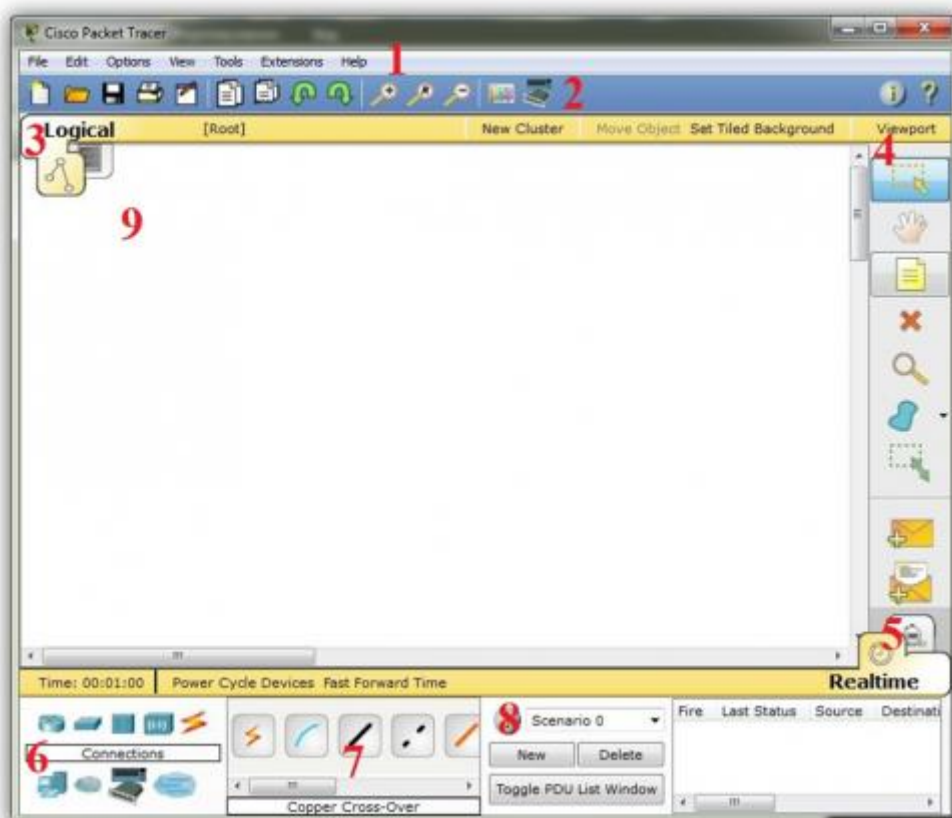 Cisco Packet Tracer
File Edit Options View Tools Extensions Help
1
2
3 Logical [Root] New Cluster Move Object Set Tiled Background Viewport
4
9
5
Time: 00:01:00 Power Cycle Devices Fast Forward Time Realtime
8 Scenario 0 Fire Last Status Source Destinati
6 Connections 7 New Delete
Toggle PDU List Window
Copper Cross-Over